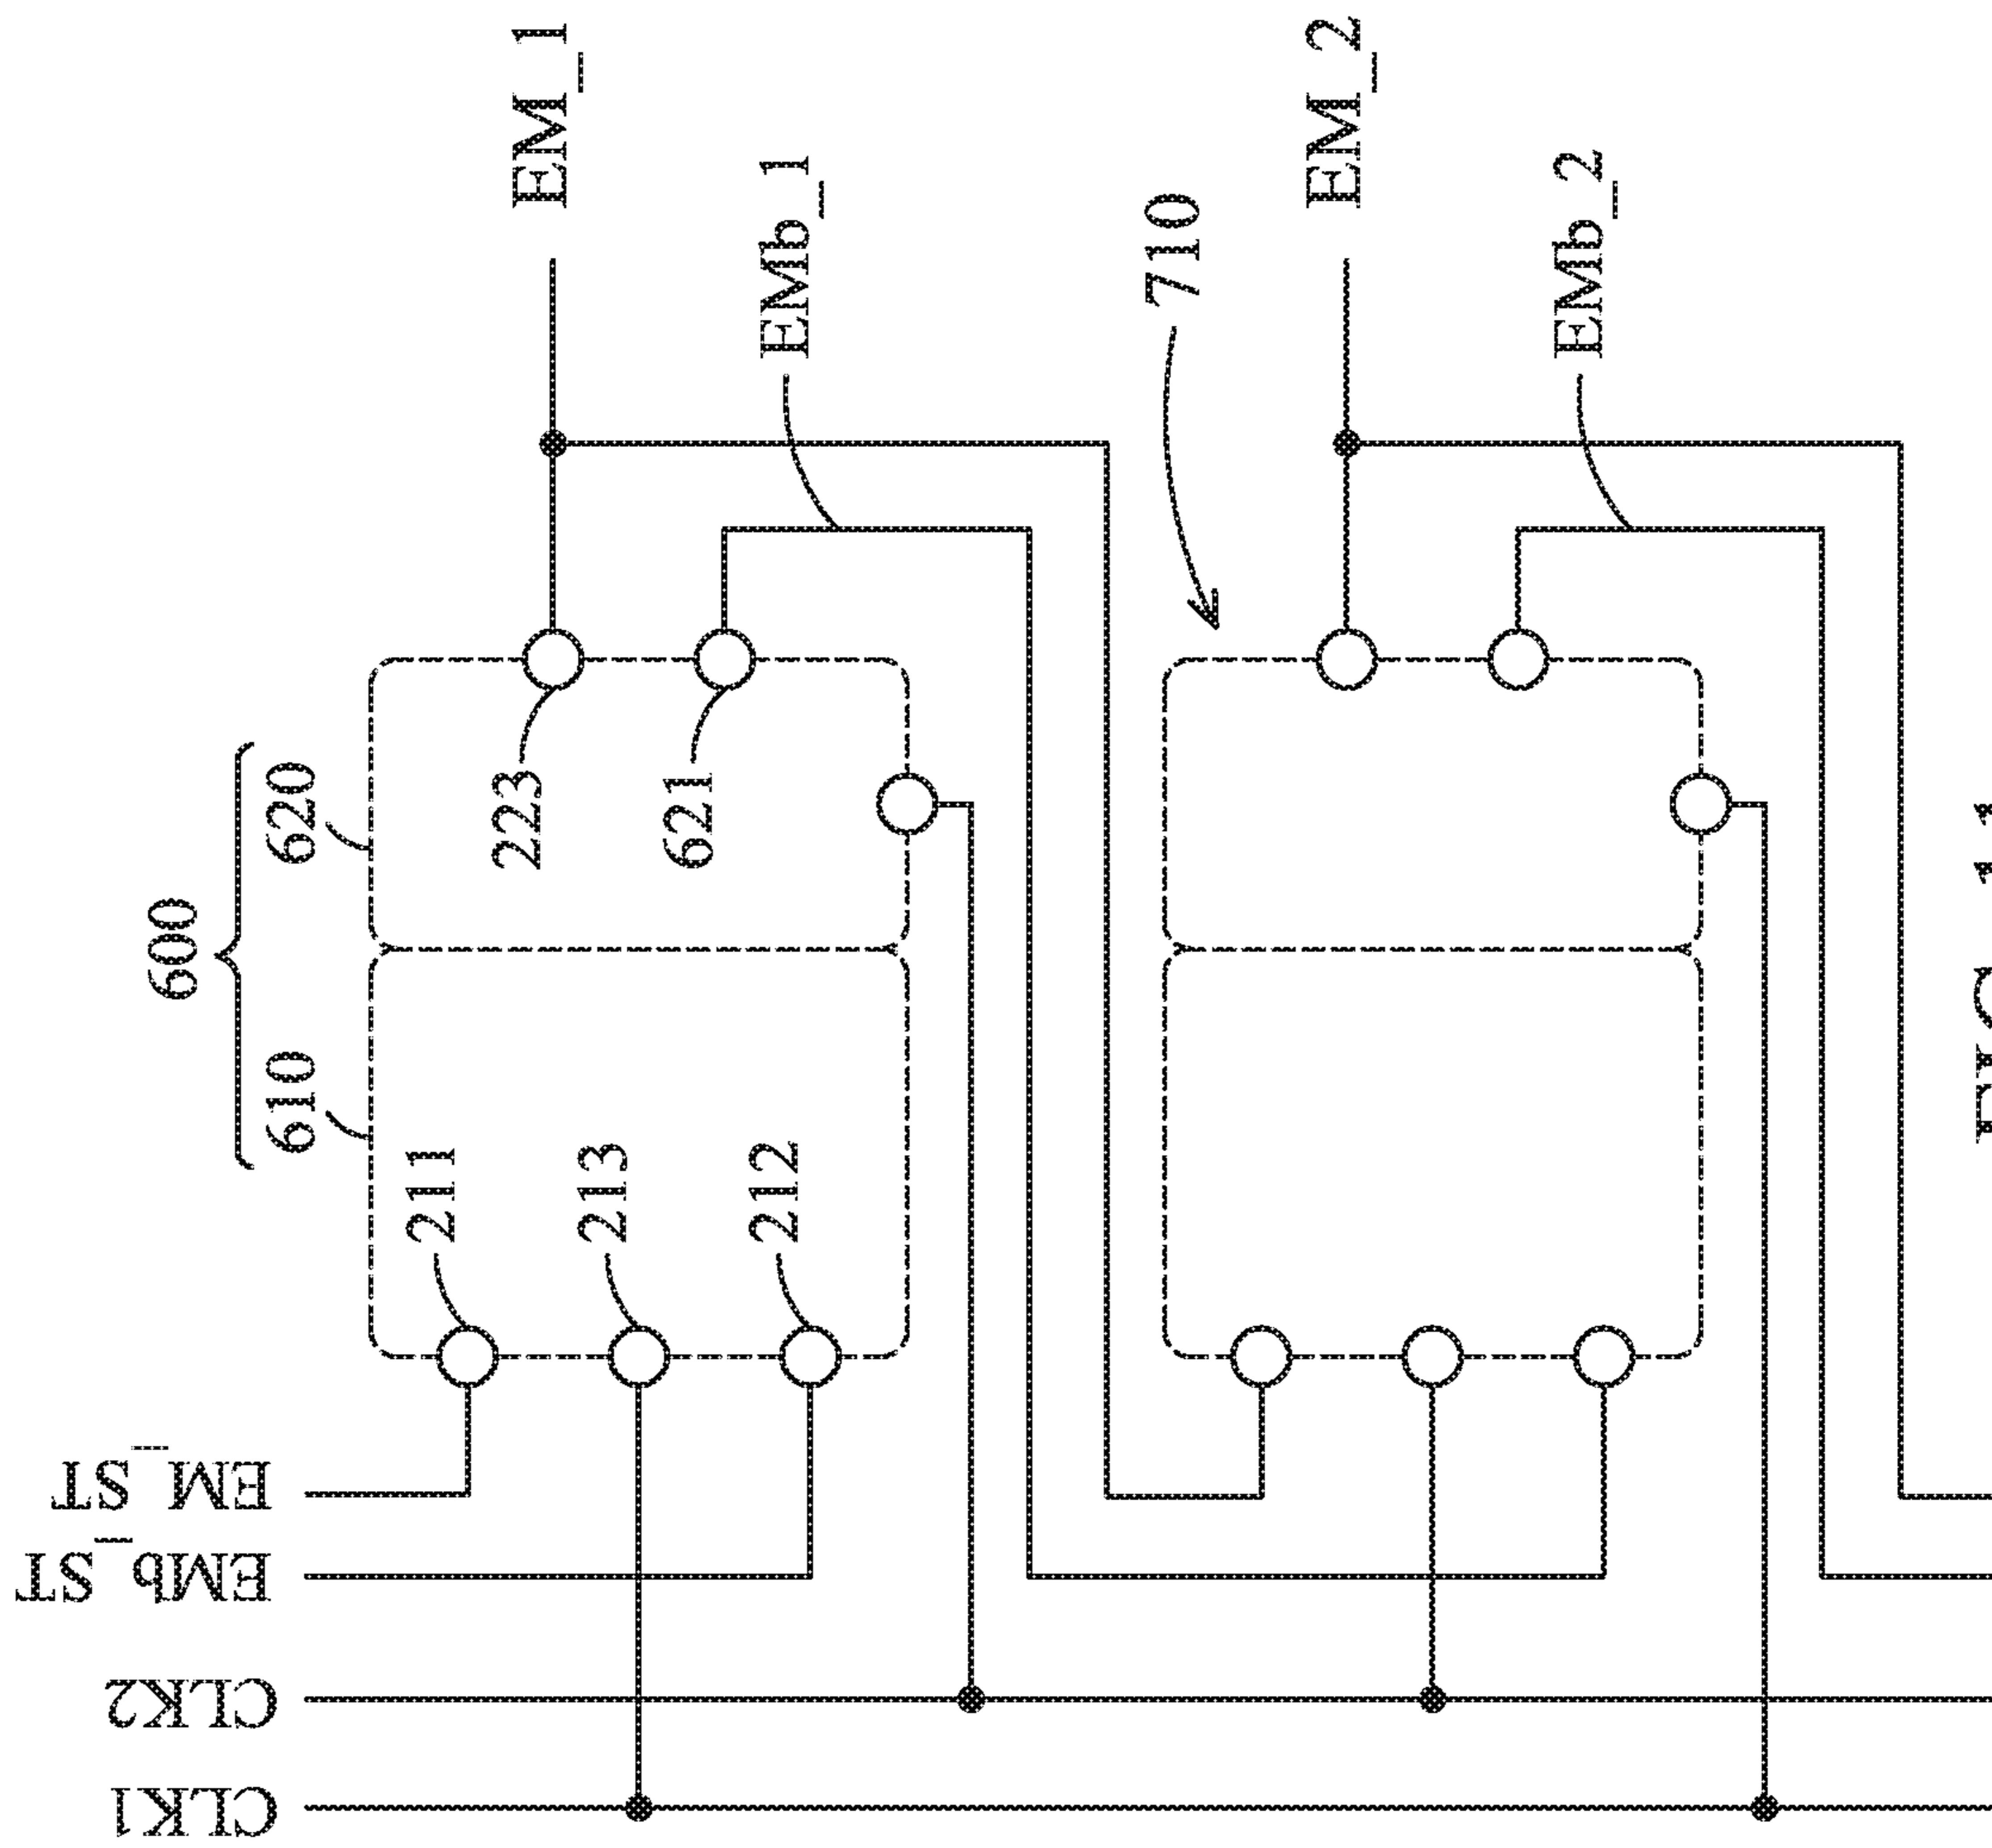 600
610
620
211
213
212
223
621
EM_ST
EMb_ST
CLK2
CLK1
EM_1
EMb_1
710
EM_2
EMb_2